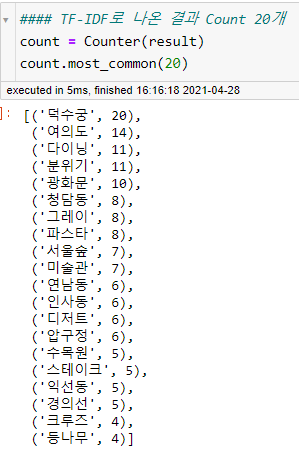 #### TF-IDF로 나온 결과 Count 20개
count = Counter(result)
count.most_common(20)
executed in 5ms, finished 16:16:18 2021-04-28
]: [('덕수궁', 20),
('여의도', 14),
('다이닝', 11),
('분위기', 11),
('광화문', 10),
('청담동', 8),
('그레이', 8),
('파스타', 8),
('서울숲', 7),
('미술관', 7),
('연남동', 6),
('인사동', 6),
('디저트', 6),
('압구정', 6),
('수목원', 5),
('스테이크', 5),
('익선동', 5),
('경의선', 5),
('크루즈', 4),
('등나무', 4)]